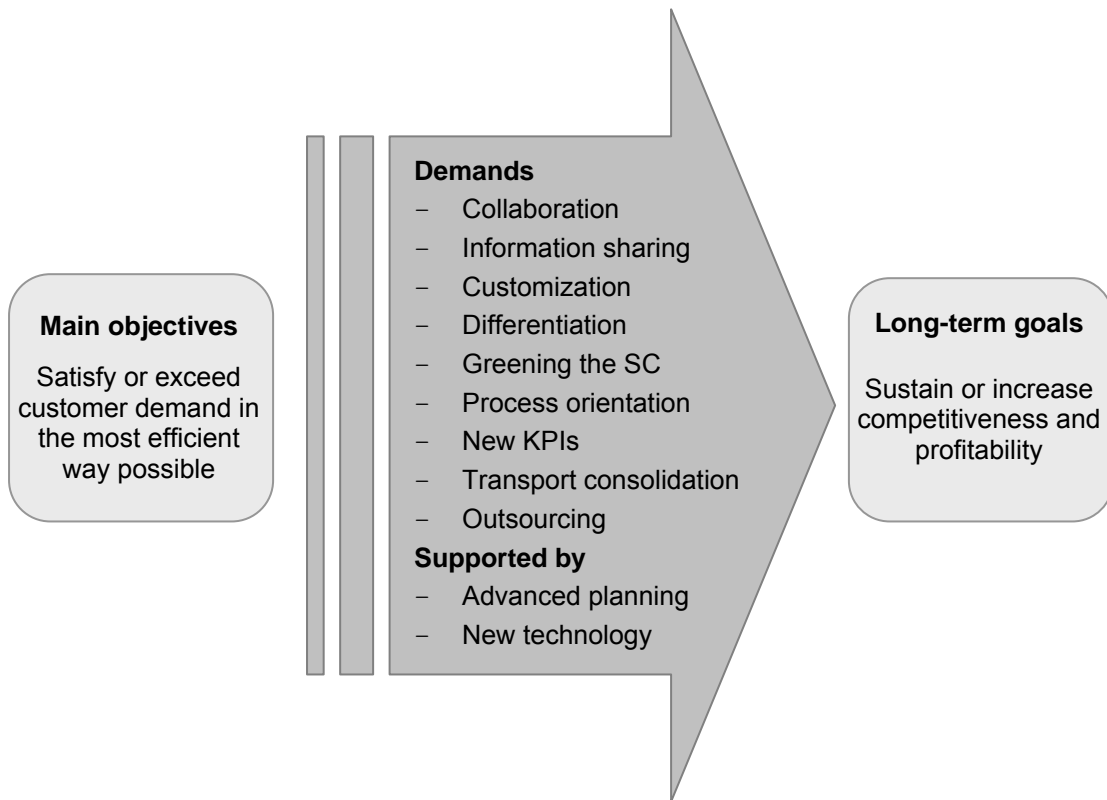 Main objectives
Satisfy or exceed
customer demand in
the most efficient
way possible
Demands
– Collaboration
– Information sharing
– Customization
– Differentiation
– Greening the SC
– Process orientation
– New KPIs
– Transport consolidation
– Outsourcing
Supported by
– Advanced planning
– New technology
Long-term goals
Sustain or increase
competitiveness and
profitability